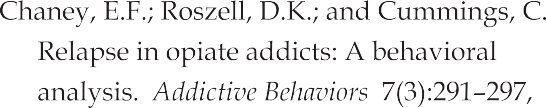 Chaney, E.F.; Roszell, D.K.; and Cummings, C.
Relapse in opiate addicts: A behavioral
analysis. Addictive Behaviors 7(3):291–297,